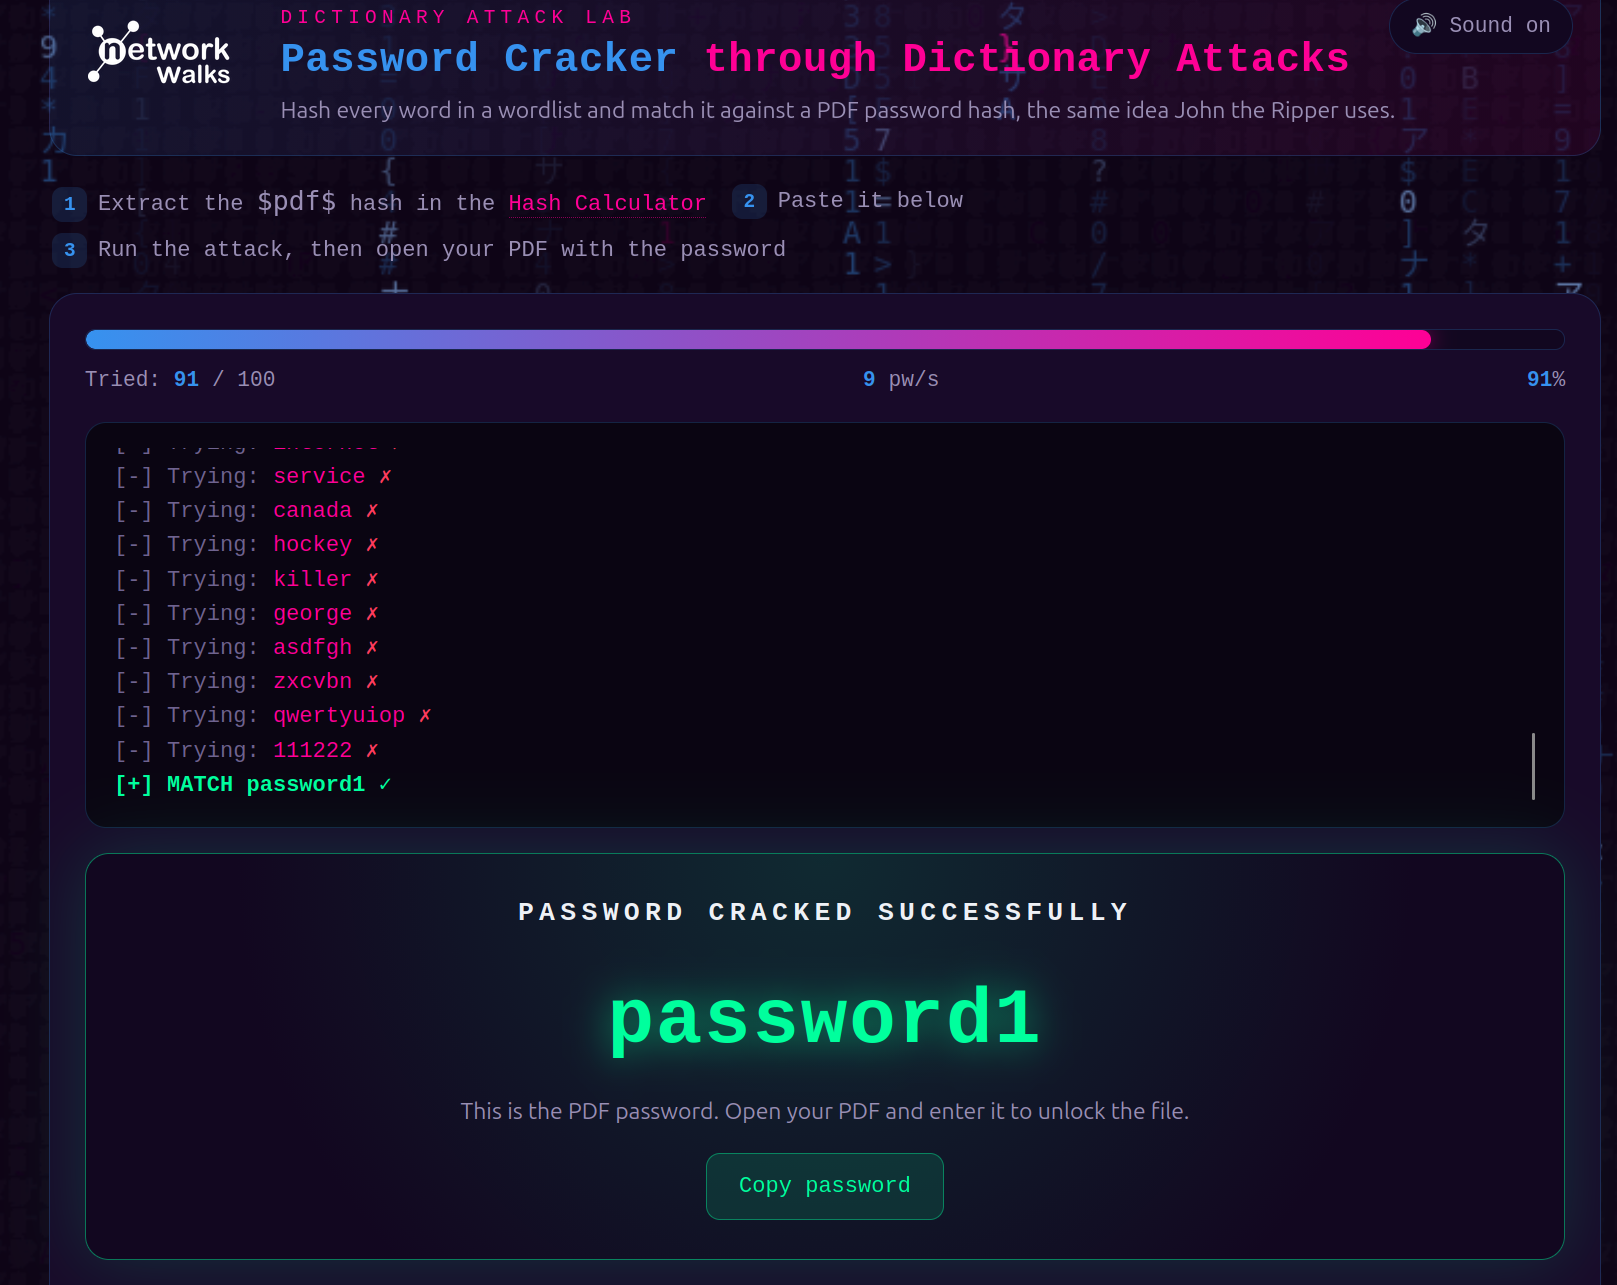 network
walks
DICTIONARY ATTACK LAB
Password Cracker through Dictionary Attacks
Hash every word in a wordlist and match it against a PDF password hash, the same idea John the Ripper uses.
🔊 Sound on
1 Extract the $pdf$ hash in the Hash Calculator
2 Paste it below
3 Run the attack, then open your PDF with the password
Tried: 91 / 100
9 pw/s
91%
[-] Trying: service ✗
[-] Trying: canada ✗
[-] Trying: hockey ✗
[-] Trying: killer ✗
[-] Trying: george ✗
[-] Trying: asdfgh ✗
[-] Trying: zxcvbn ✗
[-] Trying: qwertyuiop ✗
[-] Trying: 111222 ✗
[+] MATCH password1 ✓
PASSWORD CRACKED SUCCESSFULLY
password1
This is the PDF password. Open your PDF and enter it to unlock the file.
Copy password